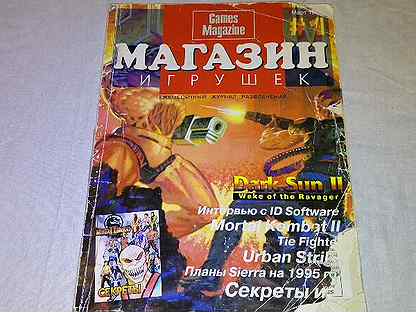 Games
Magazine
Март
#1
МАГАЗИН
ИГРУШЕК
ЕЖЕМЕСЯЧНЫЙ ЖУРНАЛ РАЗВЛЕЧЕНИЙ
Dark Sun II
Wake of the Ravager
Интервью с ID Software
Mortal Kombat II
Tie Fighter
Urban Strike
Планы Sierra на 1995 г
Секреты и
СЕКРЕТЫ